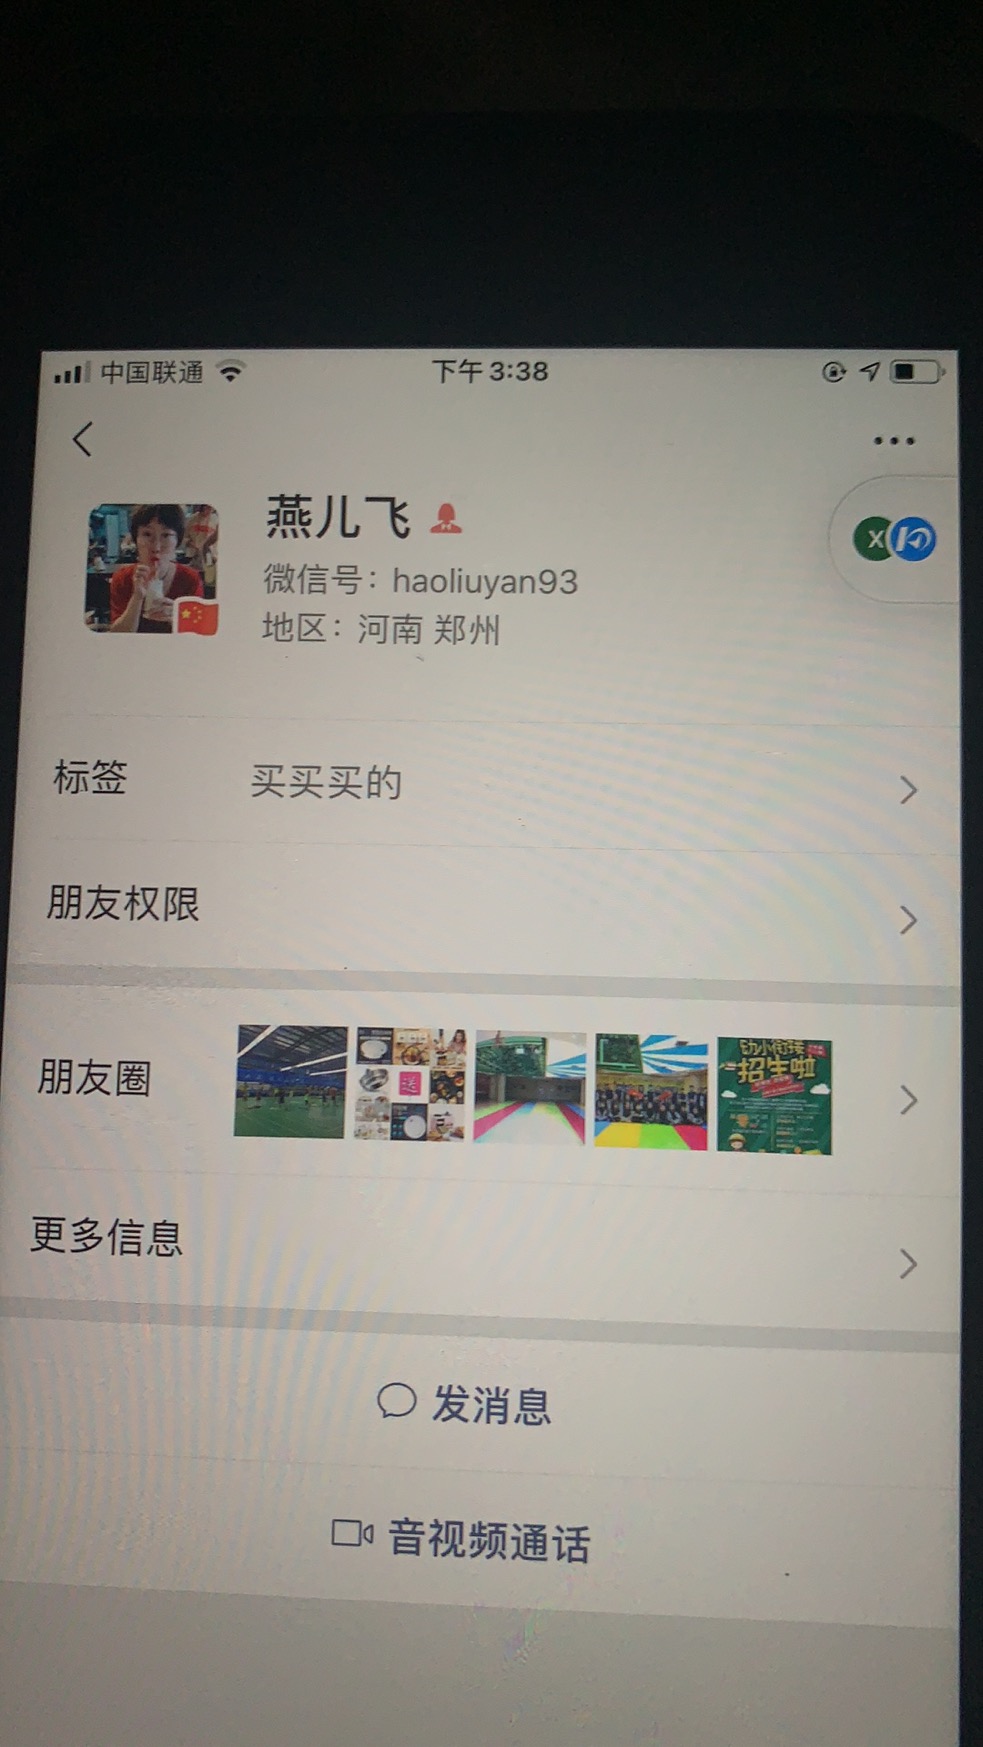 中国联通
下午3:38
燕儿飞
微信号：haoliuyan93
地区：河南 郑州
标签
买买买的
朋友权限
朋友圈
送
幼小衔接
招生啦
更多信息
发消息
音视频通话